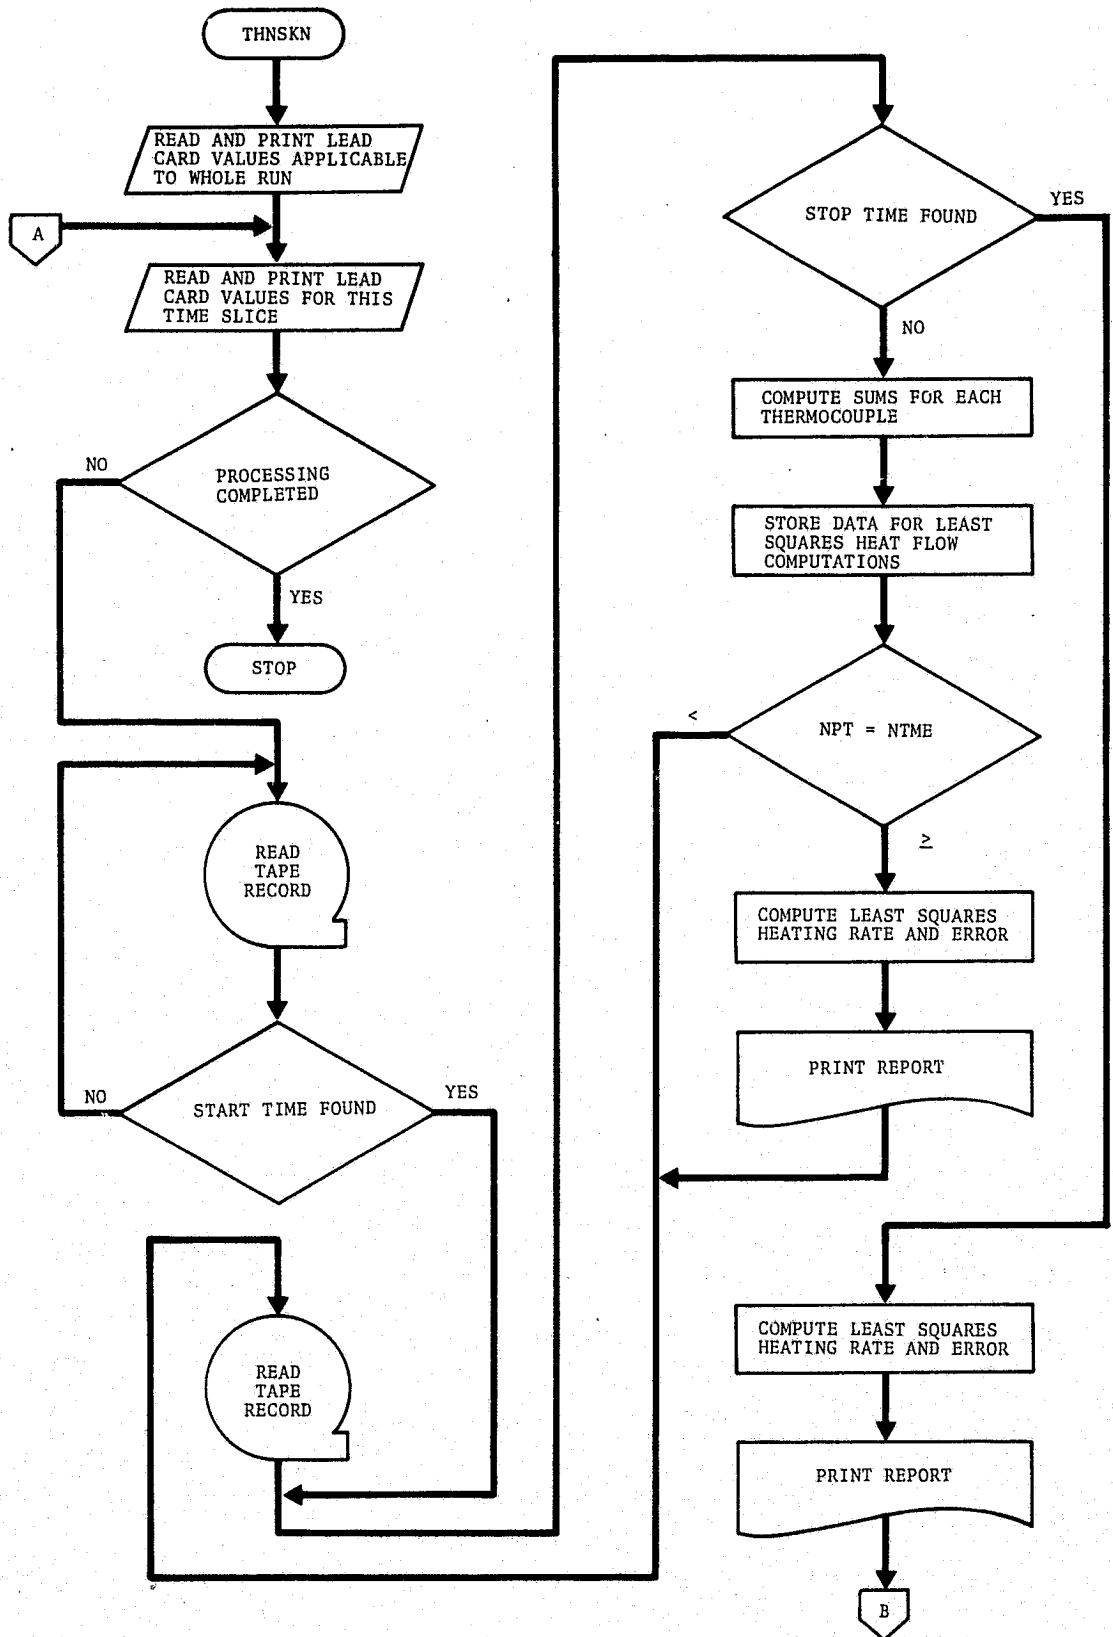 THNSKN
READ AND PRINT LEAD
CARD VALUES APPLICABLE
TO WHOLE RUN
A
READ AND PRINT LEAD
CARD VALUES FOR THIS
TIME SLICE
NO
PROCESSING
COMPLETED
YES
STOP
READ
TAPE
RECORD
NO
START TIME FOUND
YES
READ
TAPE
RECORD
STOP TIME FOUND
YES
NO
COMPUTE SUMS FOR EACH
THERMOCOUPLE
STORE DATA FOR LEAST
SQUARES HEAT FLOW
COMPUTATIONS
<
NPT = NTME
≥
COMPUTE LEAST SQUARES
HEATING RATE AND ERROR
PRINT REPORT
COMPUTE LEAST SQUARES
HEATING RATE AND ERROR
PRINT REPORT
B